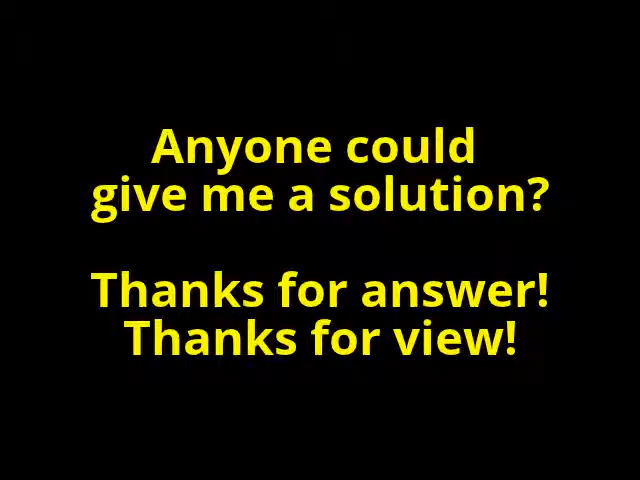 Anyone could
give me a solution?
Thanks for answer!
Thanks for view!